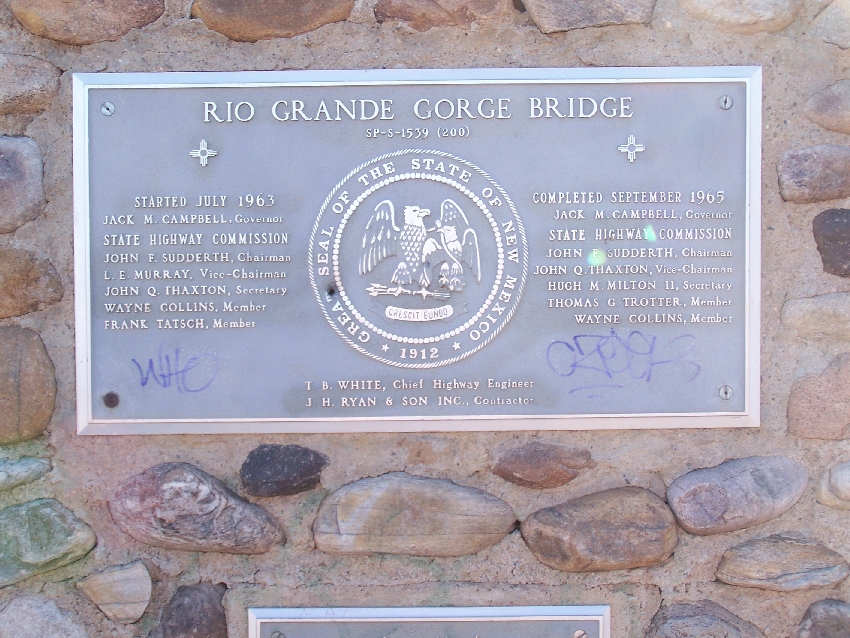 RIO GRANDE GORGE BRIDGE
SP-S-1539 (200)
STARTED JULY 1963
JACK M. CAMPBELL, Governor
STATE HIGHWAY COMMISSION
JOHN F. SUDDERTH, Chairman
L. E. MURRAY, Vice-Chairman
JOHN Q. THAXTON, Secretary
WAYNE COLLINS, Member
FRANK TATSCH, Member
GREAT SEAL OF THE STATE OF NEW MEXICO
CRESCIT EUNDO
1912
COMPLETED SEPTEMBER 1965
JACK M. CAMPBELL, Governor
STATE HIGHWAY COMMISSION
JOHN F. SUDDERTH, Chairman
JOHN Q. THAXTON, Vice-Chairman
HUGH M. MILTON II, Secretary
THOMAS G. TROTTER, Member
WAYNE COLLINS, Member
T. B. WHITE, Chief Highway Engineer
J. H. RYAN & SON INC., Contractor